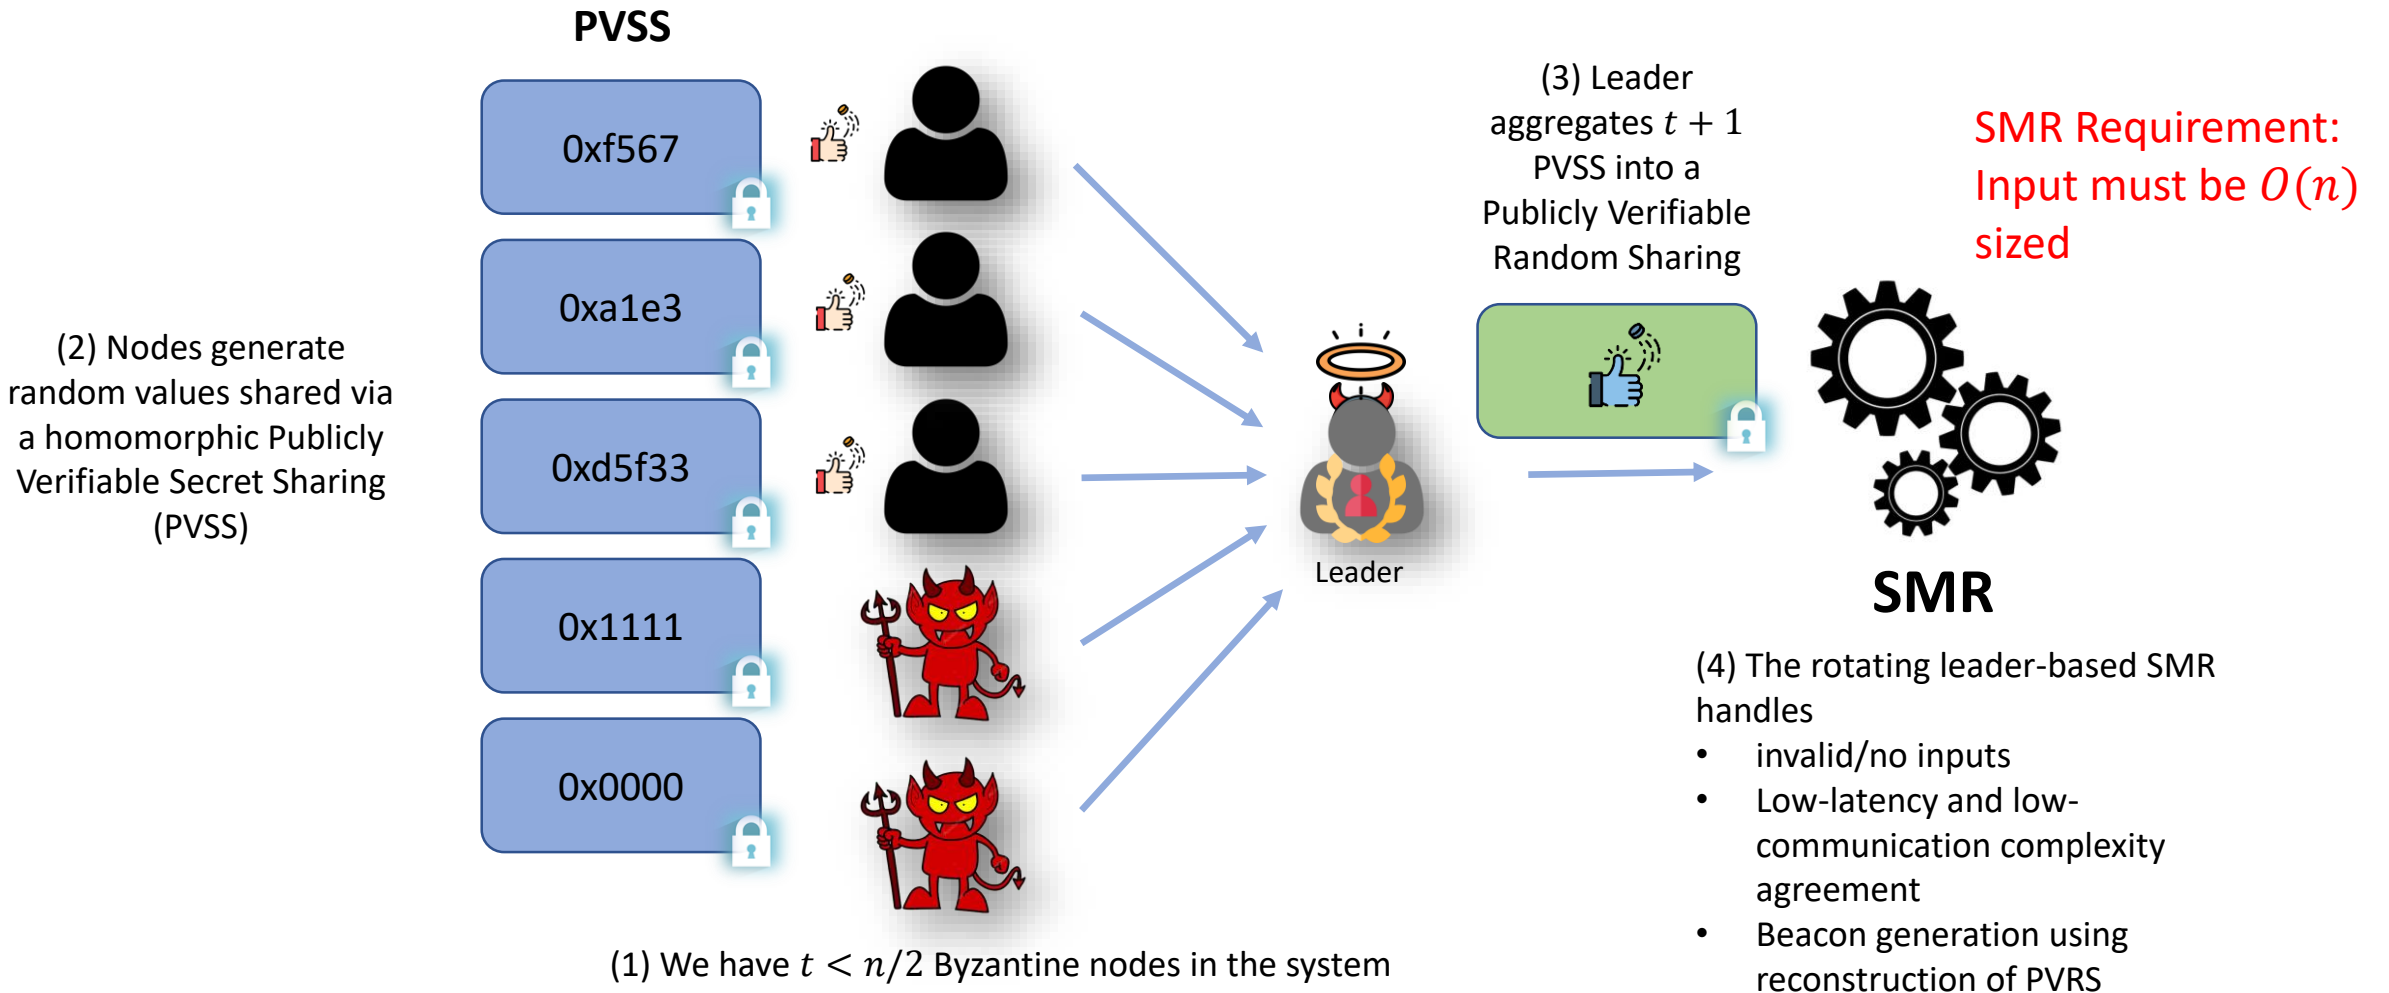 PVSS
0xf567
0xa1e3
0xd5f33
0x1111
0x0000
(2) Nodes generate
random values shared via
a homomorphic Publicly
Verifiable Secret Sharing
(PVSS)
(1) We have t < n/2 Byzantine nodes in the system
Leader
(3) Leader
aggregates t + 1
PVSS into a
Publicly Verifiable
Random Sharing
SMR Requirement:
Input must be O(n)
sized
SMR
(4) The rotating leader-based SMR
handles
• invalid/no inputs
• Low-latency and low-
communication complexity
agreement
• Beacon generation using
reconstruction of PVRS